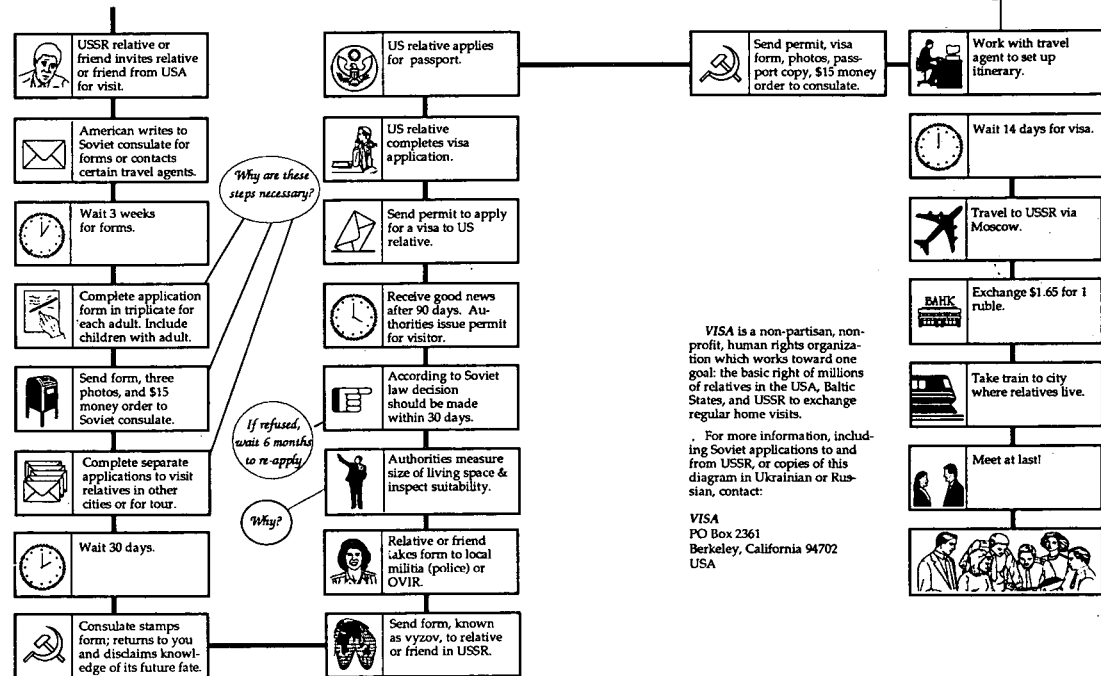 USSR relative or
friend invites relative
or friend from USA
for visit.
American writes to
Soviet consulate for
forms or contacts
certain travel agents.
Wait 3 weeks
for forms.
Complete application
form in triplicate for
each adult. Include
children with adult.
Send form, three
photos, and $15
money order to
Soviet consulate.
Complete separate
applications to visit
relatives in other
cities or for tour.
Wait 30 days.
Consulate stamps
form; returns to you
and disclaims knowl-
edge of its future fate.
Why are these
steps necessary?
If refused,
wait 6 months
to re-apply
Why?
US relative applies
for passport.
US relative
completes visa
application.
Send permit to apply
for a visa to US
relative.
Receive good news
after 90 days. Au-
thorities issue permit
for visitor.
According to Soviet
law decision
should be made
within 30 days.
Authorities measure
size of living space &
inspect suitability.
Relative or friend
takes form to local
militia (police) or
OVIR.
Send form, known
as vyzov, to relative
or friend in USSR.
Send permit, visa
form, photos, pass-
port copy, $15 money
order to consulate.
VISA is a non-partisan, non-
profit, human rights organiza-
tion which works toward one
goal: the basic right of millions
of relatives in the USA, Baltic
States, and USSR to exchange
regular home visits.
. For more information, includ-
ing Soviet applications to and
from USSR, or copies of this
diagram in Ukrainian or Rus-
sian, contact:
VISA
PO Box 2361
Berkeley, California 94702
USA
Work with travel
agent to set up
itinerary.
Wait 14 days for visa.
Travel to USSR via
Moscow.
БАНК
Exchange $1.65 for 1
ruble.
Take train to city
where relatives live.
Meet at last!